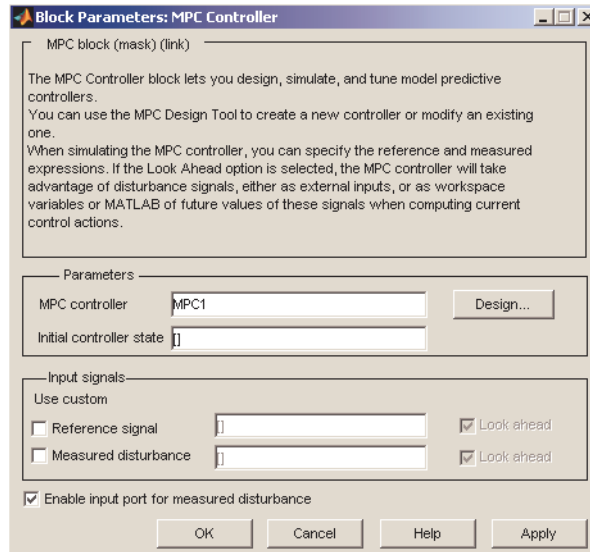 Block Parameters: MPC Controller
MPC block (mask) (link)
The MPC Controller block lets you design, simulate, and tune model predictive
controllers.
You can use the MPC Design Tool to create a new controller or modify an existing
one.
When simulating the MPC controller, you can specify the reference and measured
expressions. If the Look Ahead option is selected, the MPC controller will take
advantage of disturbance signals, either as external inputs, or as workspace
variables or MATLAB of future values of these signals when computing current
control actions.
Parameters
MPC controller MPC1 Design...
Initial controller state []
Input signals
Use custom
Reference signal [] Look ahead
Measured disturbance [] Look ahead
Enable input port for measured disturbance
OK Cancel Help Apply